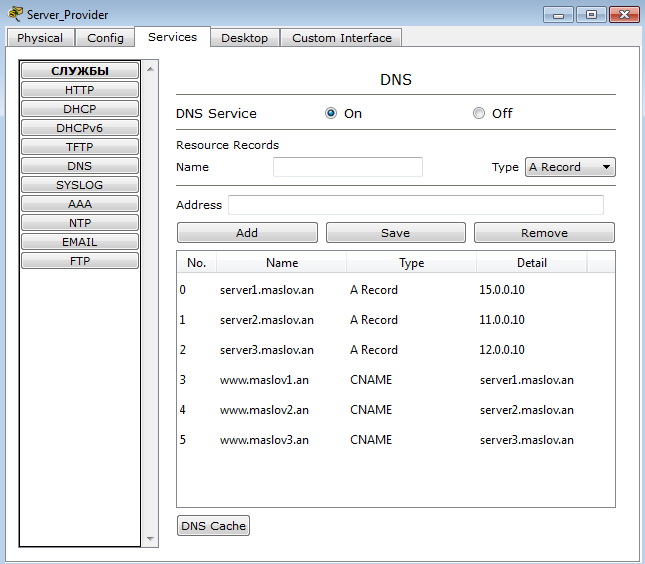 Server_Provider
Physical Config Services Desktop Custom Interface
СЛУЖБЫ
HTTP
DHCP
DHCPv6
TFTP
DNS
SYSLOG
AAA
NTP
EMAIL
FTP
DNS
DNS Service On Off
Resource Records
Name Type A Record
Address
Add Save Remove
No. Name Type Detail
0 server1.maslov.an A Record 15.0.0.10
1 server2.maslov.an A Record 11.0.0.10
2 server3.maslov.an A Record 12.0.0.10
3 www.maslov1.an CNAME server1.maslov.an
4 www.maslov2.an CNAME server2.maslov.an
5 www.maslov3.an CNAME server3.maslov.an
DNS Cache